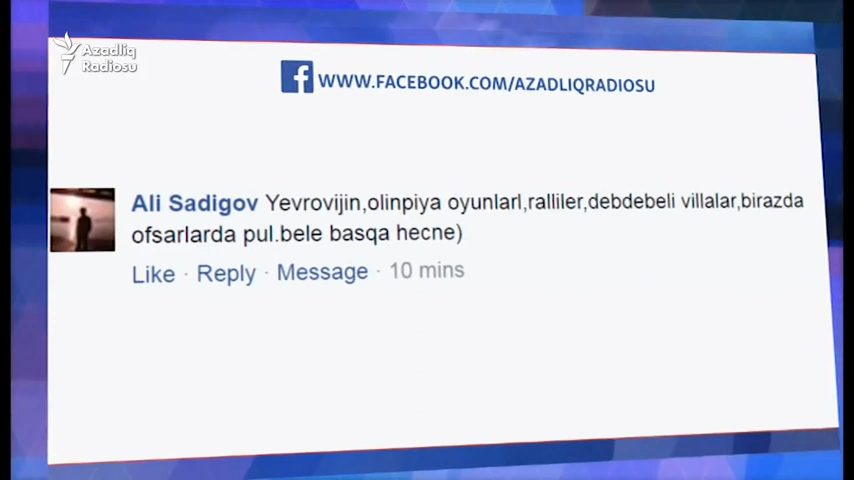 Azadlıq
Radiosu
WWW.FACEBOOK.COM/AZADLIQRADIOSU
Ali Sadigov Yevrovijin,olinpiya oyunlarl,ralliler,debdebeli villalar,birazda
ofsarlarda pul.bele basqa hecne)
Like · Reply · Message · 10 mins